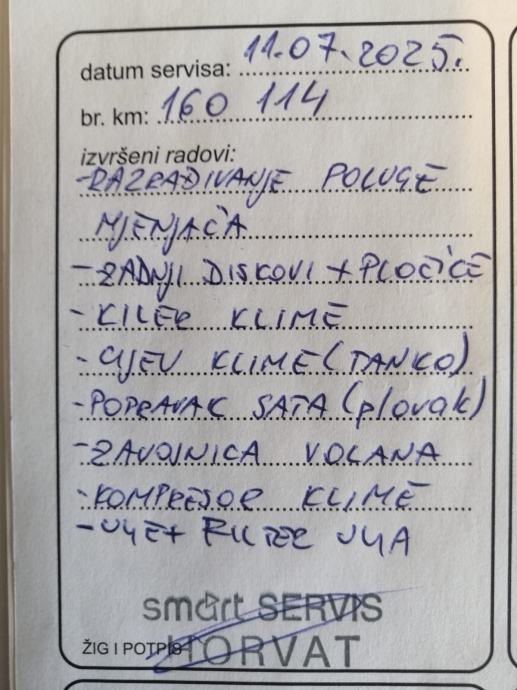 datum servisa: 11.07.2025.
br. km: 160 114
izvršeni radovi:
-RAZRAĐIVANJE POLUGE
MJENJAČA
- ZADNJI DISKOVI + PLOČICE
- KILER KLIME
- CIJEV KLIME (TANKO)
- POPRAVAK SATA (plovak)
- ZAVOJNICA VOLANA
- KOMPRESOR KLIME
- ULJE + FILTER ULJA
smart SERVIS
ŽIG I POTPIS HORVAT